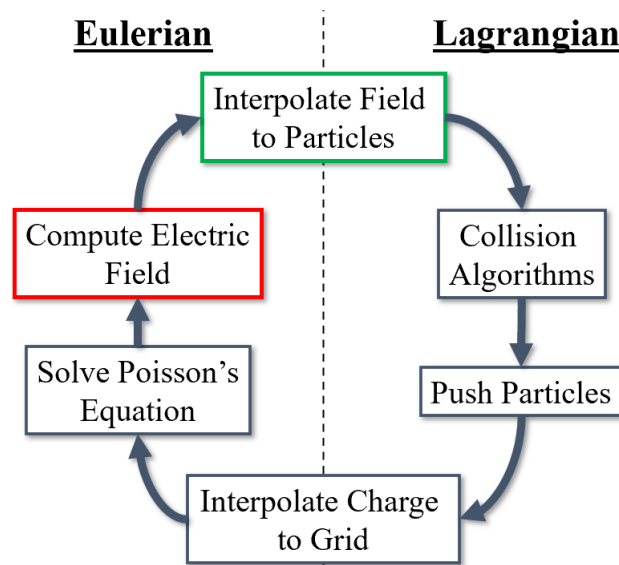 Eulerian
Lagrangian
Interpolate Field
to Particles
Compute Electric
Field
Collision
Algorithms
Solve Poisson's
Equation
Push Particles
Interpolate Charge
to Grid